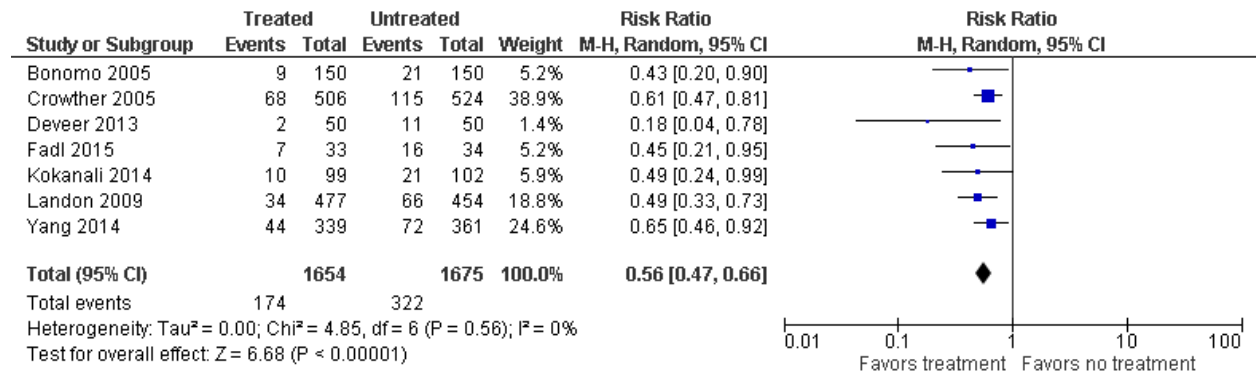 Treated Untreated Risk Ratio Risk Ratio
Study or Subgroup Events Total Events Total Weight M-H, Random, 95% CI M-H, Random, 95% CI
Bonomo 2005 9 150 21 150 5.2% 0.43 [0.20, 0.90]
Crowther 2005 68 506 115 524 38.9% 0.61 [0.47, 0.81]
Deveer 2013 2 50 11 50 1.4% 0.18 [0.04, 0.78]
Fadl 2015 7 33 16 34 5.2% 0.45 [0.21, 0.95]
Kokanali 2014 10 99 21 102 5.9% 0.49 [0.24, 0.99]
Landon 2009 34 477 66 454 18.8% 0.49 [0.33, 0.73]
Yang 2014 44 339 72 361 24.6% 0.65 [0.46, 0.92]
Total (95% CI) 1654 1675 100.0% 0.56 [0.47, 0.66]
Total events 174 322
Heterogeneity: Tau² = 0.00; Chi² = 4.85, df = 6 (P = 0.56); I² = 0%
Test for overall effect: Z = 6.68 (P < 0.00001)
0.01 0.1 1 10 100
Favors treatment Favors no treatment